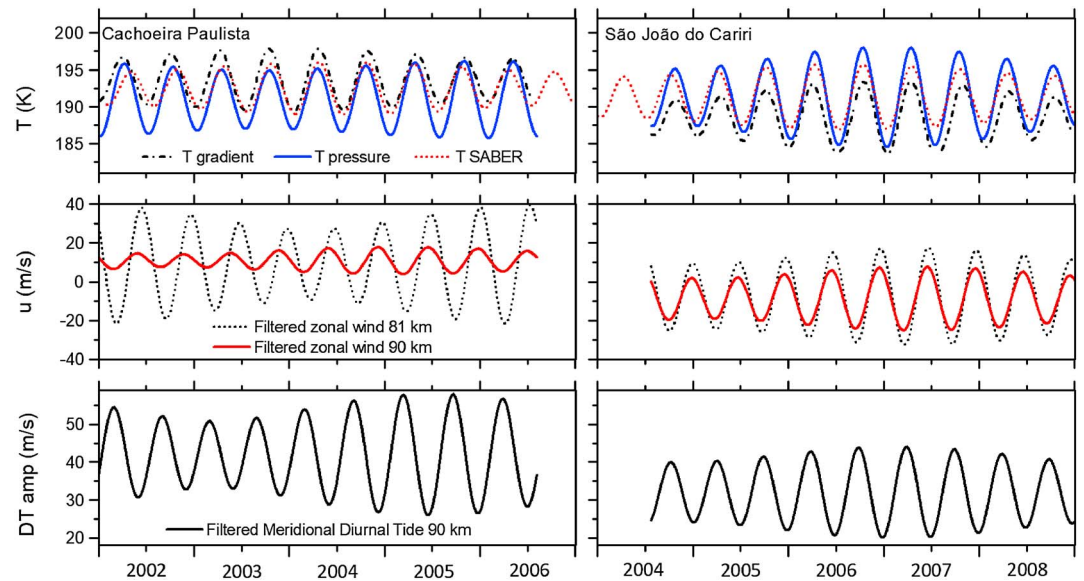 Cachoeira Paulista
São João do Cariri
T (K)
200
195
190
185
T gradient T pressure T SABER
u (m/s)
40
20
0
-20
-40
Filtered zonal wind 81 km
Filtered zonal wind 90 km
DT amp (m/s)
50
40
30
20
Filtered Meridional Diurnal Tide 90 km
2002 2003 2004 2005 2006
2004 2005 2006 2007 2008